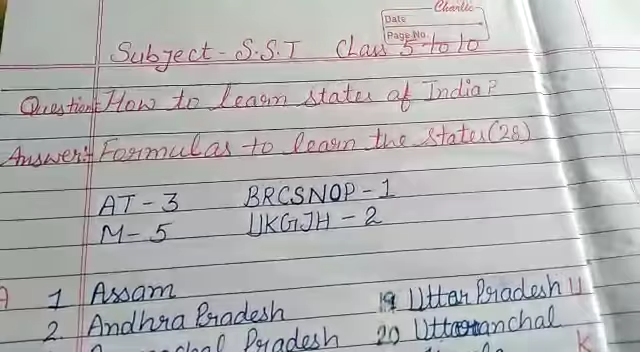 Charlie
Date
Page No.
Subject - S.S.T Class 5 to 10
Question:- How to learn states of India?
Answer:- Formulas to learn the states (28)
AT - 3 BRCSNOP - 1
M - 5 UKGJH - 2
A 1 Assam 19 Uttar Pradesh U
2. Andhra Pradesh 20 Uttaranchal
Pradesh
K